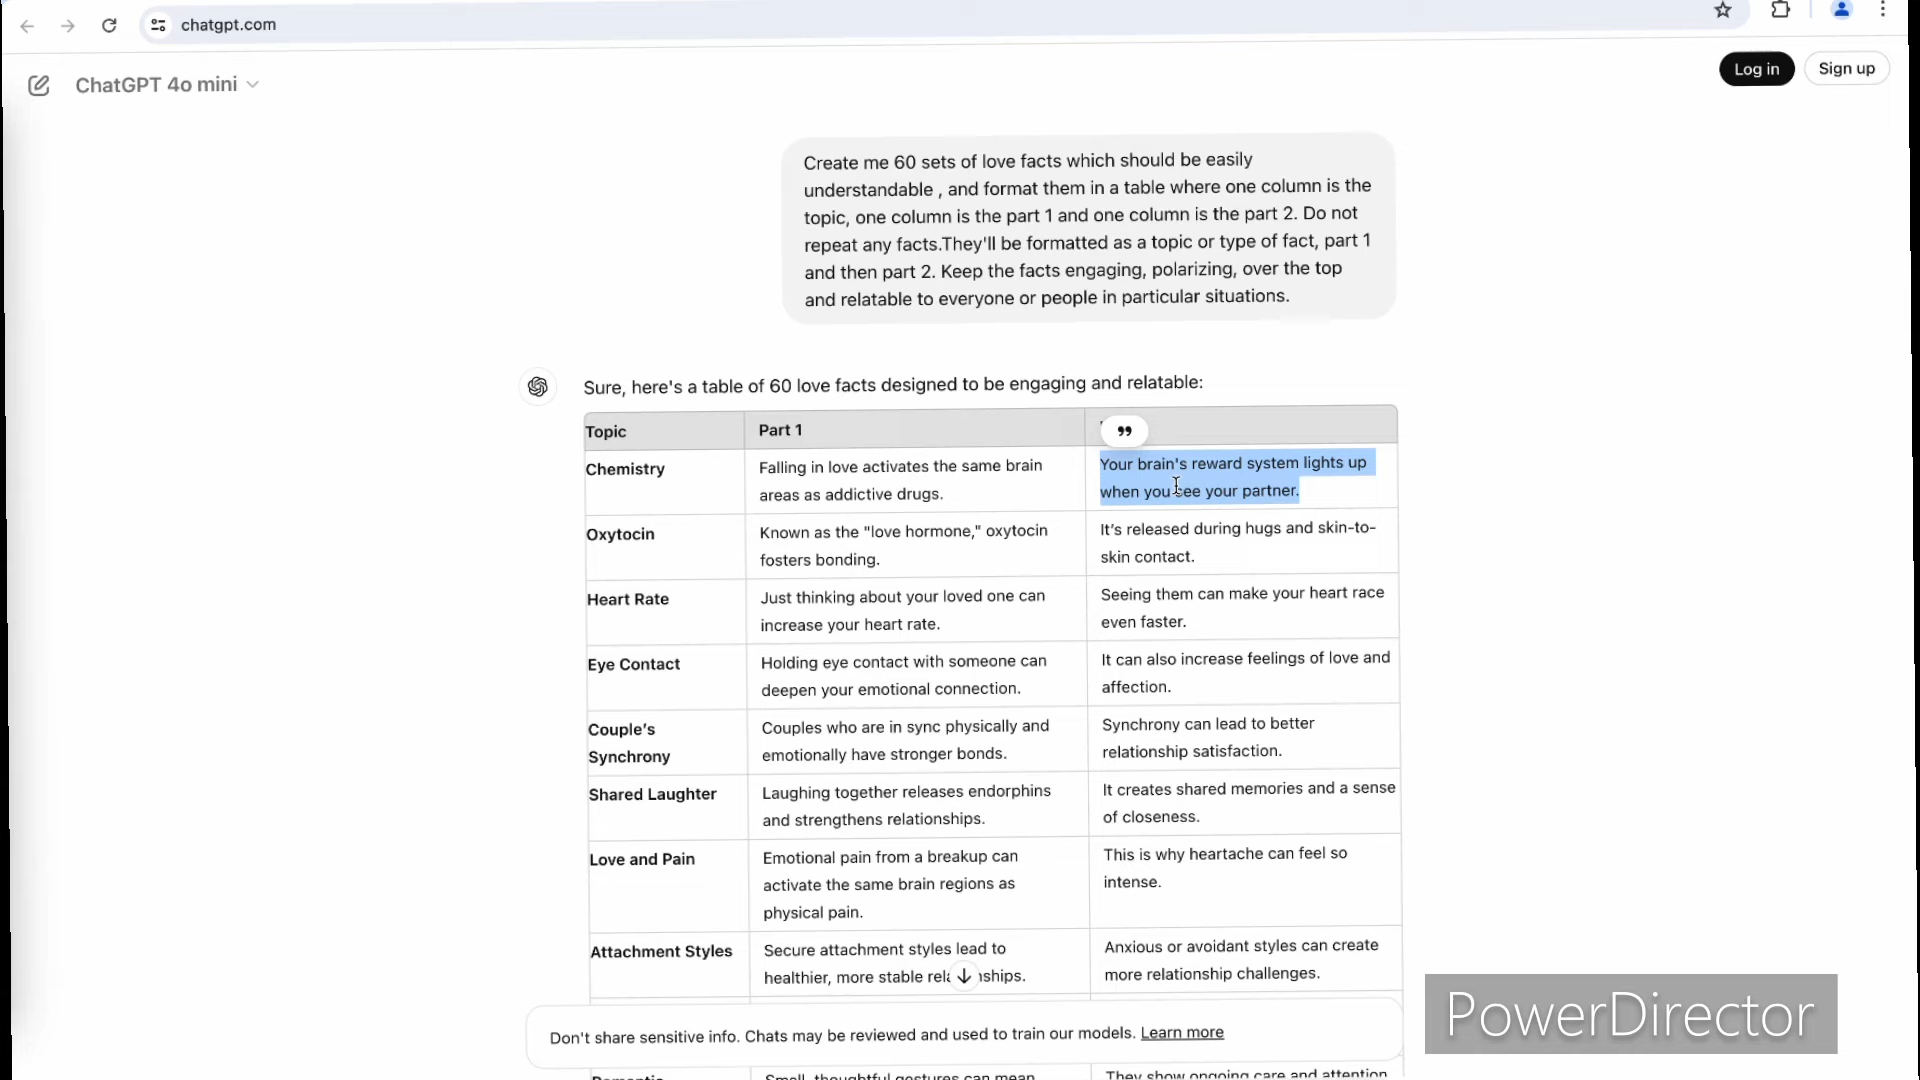 chatgpt.com
ChatGPT 4o mini
Log in
Sign up
Create me 60 sets of love facts which should be easily
understandable , and format them in a table where one column is the
topic, one column is the part 1 and one column is the part 2. Do not
repeat any facts.They'll be formatted as a topic or type of fact, part 1
and then part 2. Keep the facts engaging, polarizing, over the top
and relatable to everyone or people in particular situations.
Sure, here's a table of 60 love facts designed to be engaging and relatable:
Topic
Part 1
Chemistry
Falling in love activates the same brain
areas as addictive drugs.
Your brain's reward system lights up
when you see your partner.
Oxytocin
Known as the "love hormone," oxytocin
fosters bonding.
It's released during hugs and skin-to-
skin contact.
Heart Rate
Just thinking about your loved one can
increase your heart rate.
Seeing them can make your heart race
even faster.
Eye Contact
Holding eye contact with someone can
deepen your emotional connection.
It can also increase feelings of love and
affection.
Couple's
Synchrony
Couples who are in sync physically and
emotionally have stronger bonds.
Synchrony can lead to better
relationship satisfaction.
Shared Laughter
Laughing together releases endorphins
and strengthens relationships.
It creates shared memories and a sense
of closeness.
Love and Pain
Emotional pain from a breakup can
activate the same brain regions as
physical pain.
This is why heartache can feel so
intense.
Attachment Styles
Secure attachment styles lead to
healthier, more stable relationships.
Anxious or avoidant styles can create
more relationship challenges.
Don't share sensitive info. Chats may be reviewed and used to train our models. Learn more
Romantic
Small, thoughtful gestures can mean
They show ongoing care and attention
PowerDirector